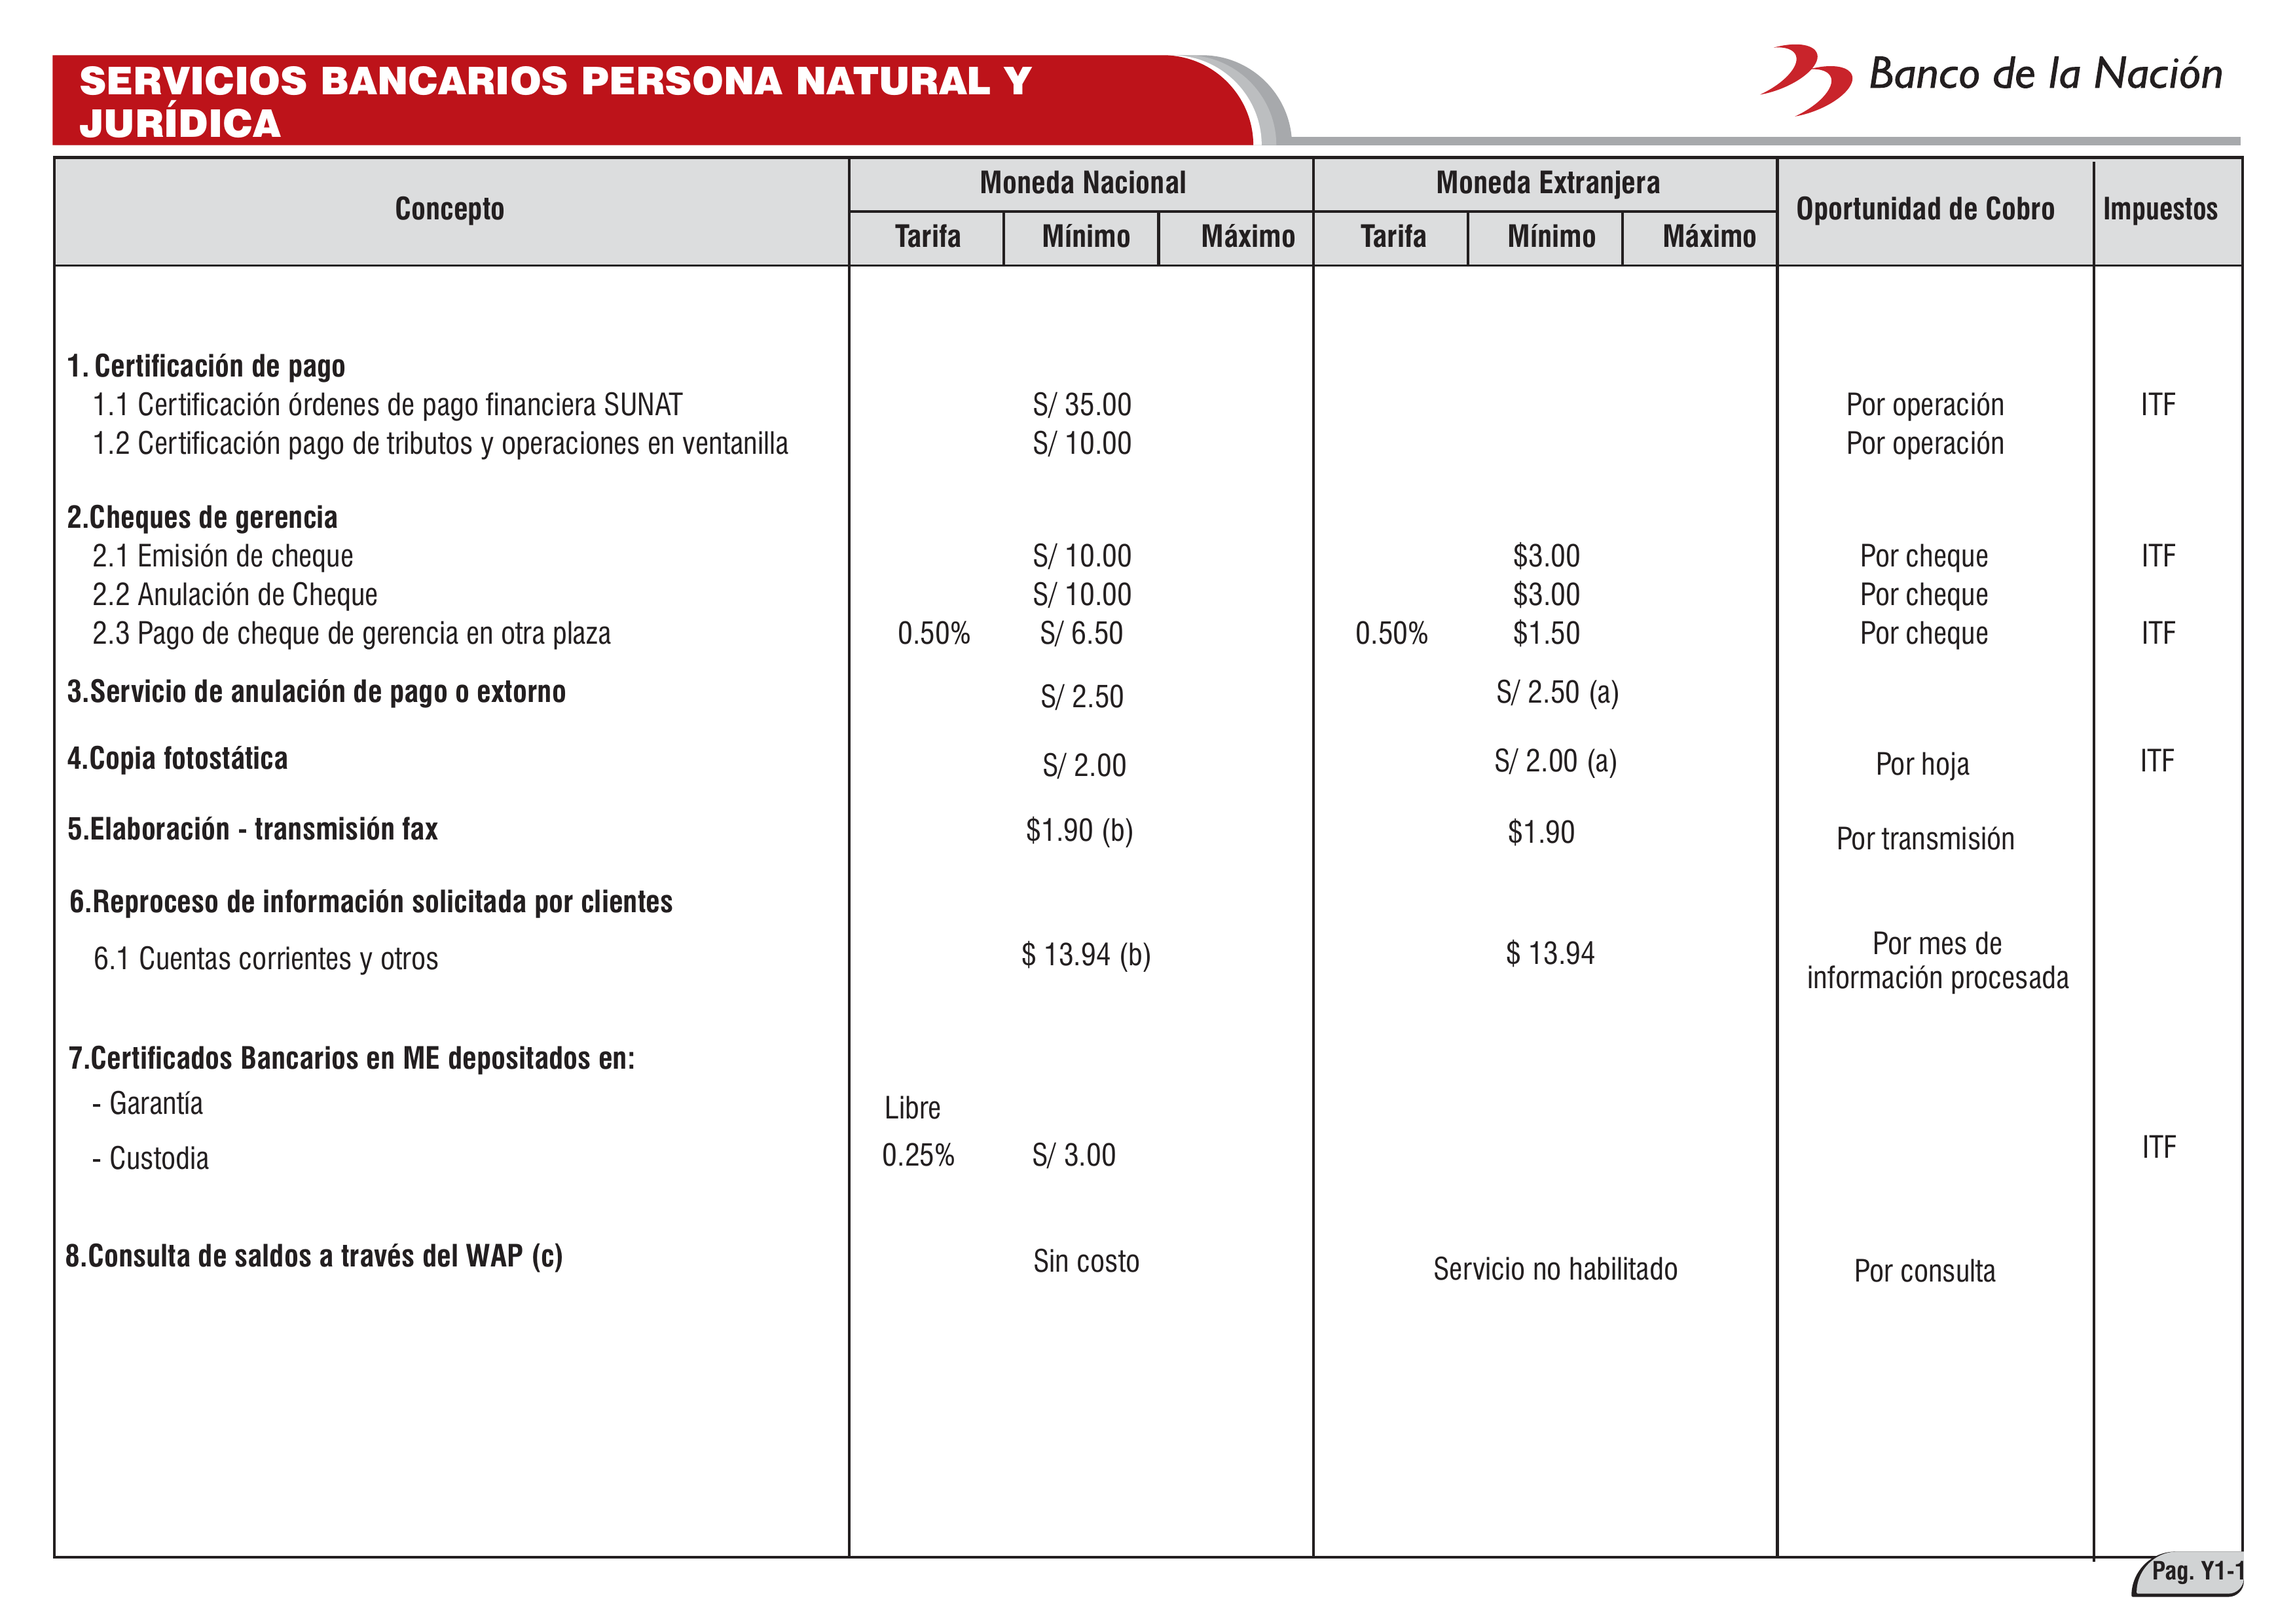 SERVICIOS BANCARIOS PERSONA NATURAL Y
JURÍDICA
Banco de la Nación
Concepto
Moneda Nacional
Moneda Extranjera
Oportunidad de Cobro
Impuestos
Tarifa Mínimo Máximo Tarifa Mínimo Máximo
1. Certificación de pago
1.1 Certificación órdenes de pago financiera SUNAT S/ 35.00 Por operación ITF
1.2 Certificación pago de tributos y operaciones en ventanilla S/ 10.00 Por operación
2.Cheques de gerencia
2.1 Emisión de cheque S/ 10.00 $3.00 Por cheque ITF
2.2 Anulación de Cheque S/ 10.00 $3.00 Por cheque
2.3 Pago de cheque de gerencia en otra plaza 0.50% S/ 6.50 0.50% $1.50 Por cheque ITF
3.Servicio de anulación de pago o extorno S/ 2.50 S/ 2.50 (a)
4.Copia fotostática S/ 2.00 S/ 2.00 (a) Por hoja ITF
5.Elaboración - transmisión fax $1.90 (b) $1.90 Por transmisión
6.Reproceso de información solicitada por clientes
6.1 Cuentas corrientes y otros $ 13.94 (b) $ 13.94 Por mes de
información procesada
7.Certificados Bancarios en ME depositados en:
- Garantía Libre
- Custodia 0.25% S/ 3.00 ITF
8.Consulta de saldos a través del WAP (c) Sin costo Servicio no habilitado Por consulta
Pag. Y1-1